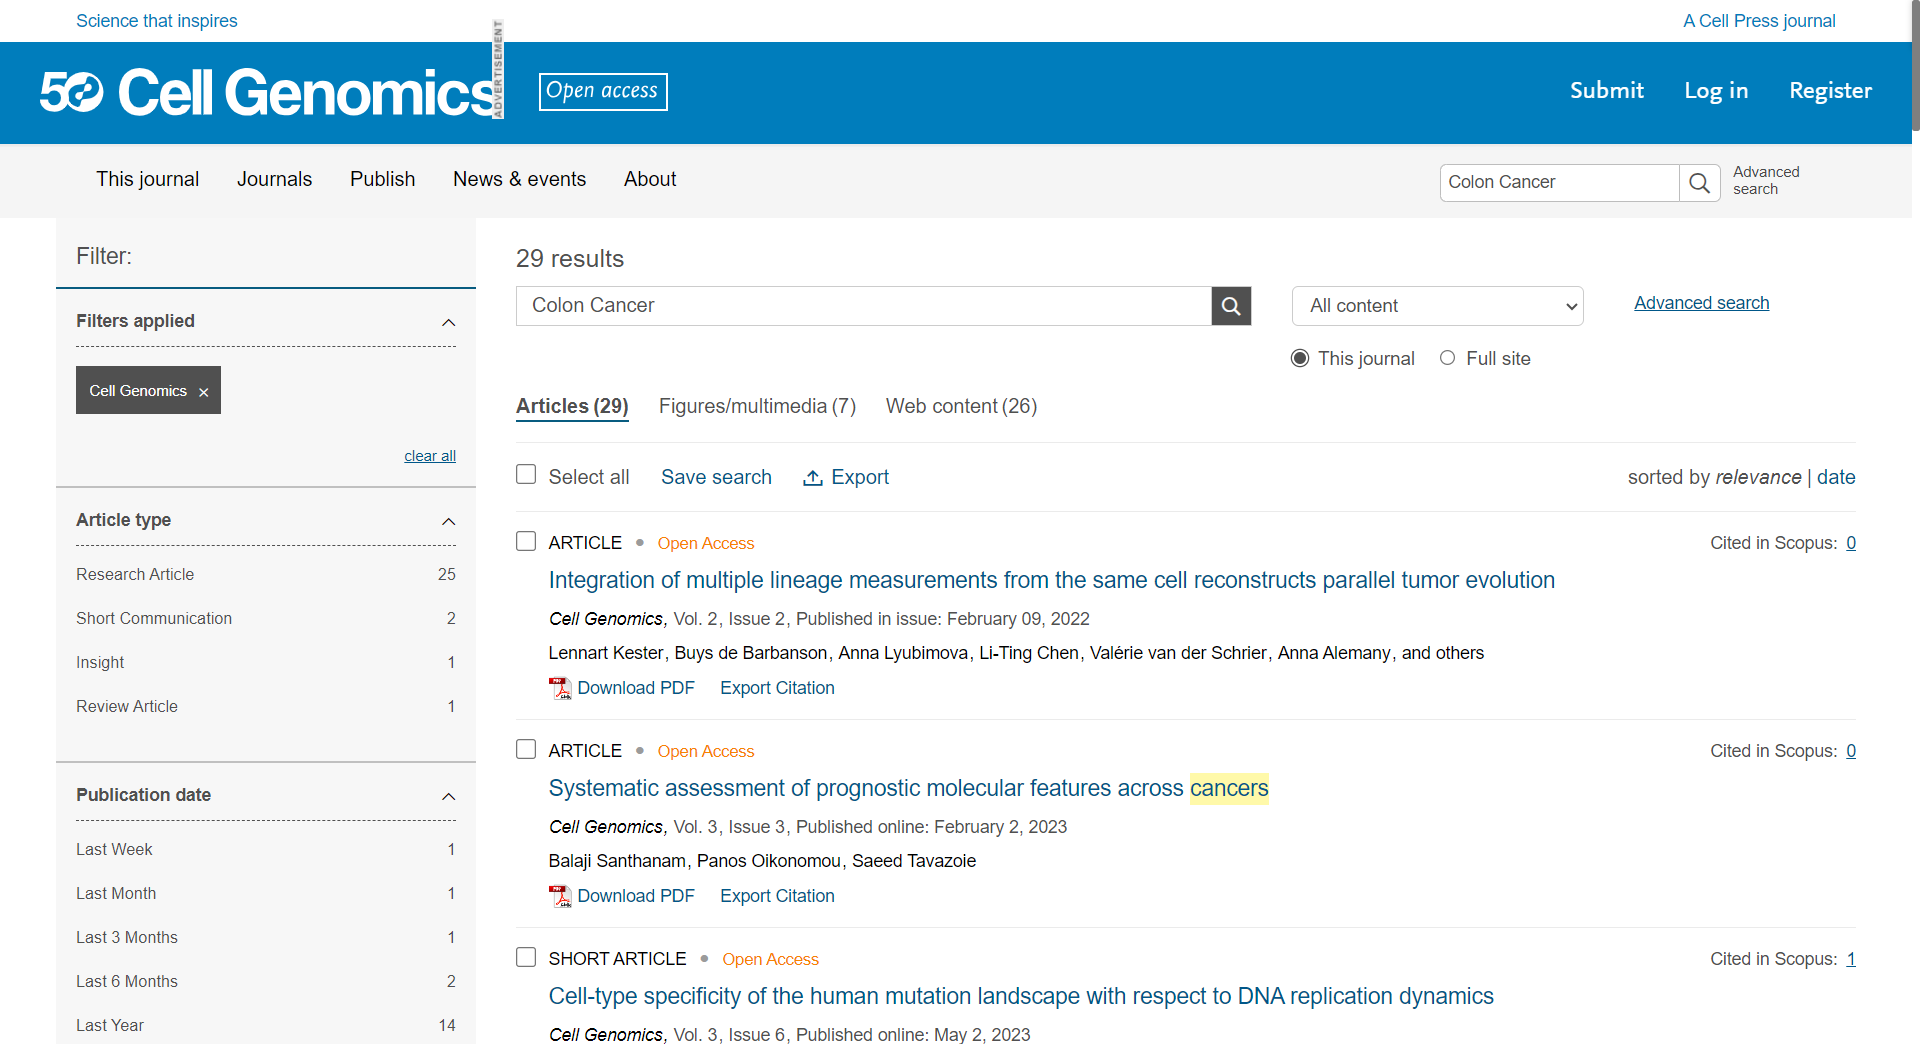 Science that inspires
A Cell Press journal
ADVERTISEMENT
50 Cell Genomics
Open access
Submit
Log in
Register
This journal
Journals
Publish
News & events
About
Colon Cancer
Advanced search
Filter:
Filters applied
Cell Genomics ×
clear all
Article type
Research Article 25
Short Communication 2
Insight 1
Review Article 1
Publication date
Last Week 1
Last Month 1
Last 3 Months 1
Last 6 Months 2
Last Year 14
29 results
Colon Cancer
All content
Advanced search
This journal
Full site
Articles (29)
Figures/multimedia (7)
Web content (26)
Select all
Save search
Export
sorted by relevance | date
ARTICLE • Open Access
Cited in Scopus: 0
Integration of multiple lineage measurements from the same cell reconstructs parallel tumor evolution
Cell Genomics, Vol. 2, Issue 2, Published in issue: February 09, 2022
Lennart Kester, Buys de Barbanson, Anna Lyubimova, Li-Ting Chen, Valérie van der Schrier, Anna Alemany, and others
Download PDF Export Citation
ARTICLE • Open Access
Cited in Scopus: 0
Systematic assessment of prognostic molecular features across cancers
Cell Genomics, Vol. 3, Issue 3, Published online: February 2, 2023
Balaji Santhanam, Panos Oikonomou, Saeed Tavazoie
Download PDF Export Citation
SHORT ARTICLE • Open Access
Cited in Scopus: 1
Cell-type specificity of the human mutation landscape with respect to DNA replication dynamics
Cell Genomics, Vol. 3, Issue 6, Published online: May 2, 2023